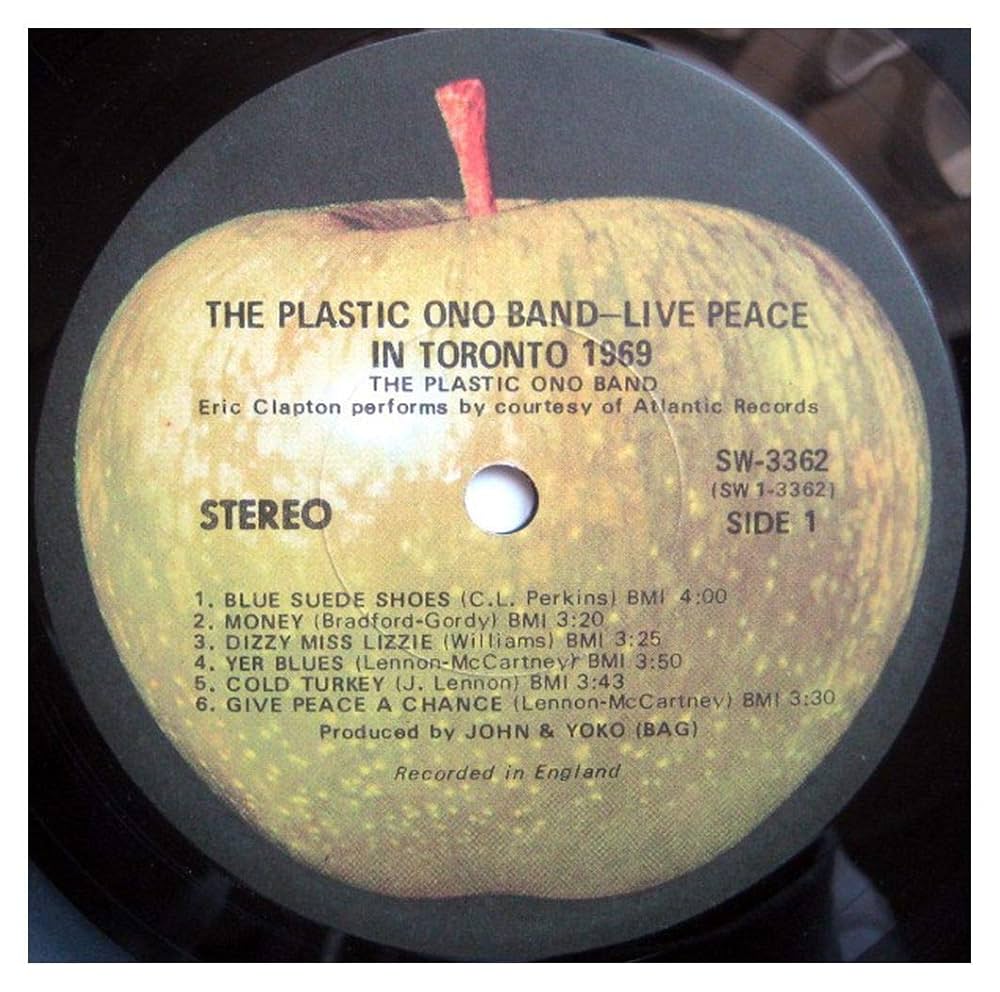 THE PLASTIC ONO BAND—LIVE PEACE
IN TORONTO 1969
THE PLASTIC ONO BAND
Eric Clapton performs by courtesy of Atlantic Records
SW-3362
(SW 1-3362)
STEREO
SIDE 1
1. BLUE SUEDE SHOES (C.L. Perkins) BMI 4:00
2. MONEY (Bradford-Gordy) BMI 3:20
3. DIZZY MISS LIZZIE (Williams) BMI 3:25
4. YER BLUES (Lennon-McCartney) BMI 3:50
5. COLD TURKEY (J. Lennon) BMI 3:43
6. GIVE PEACE A CHANCE (Lennon-McCartney) BMI 3:30
Produced by JOHN & YOKO (BAG)
Recorded in England